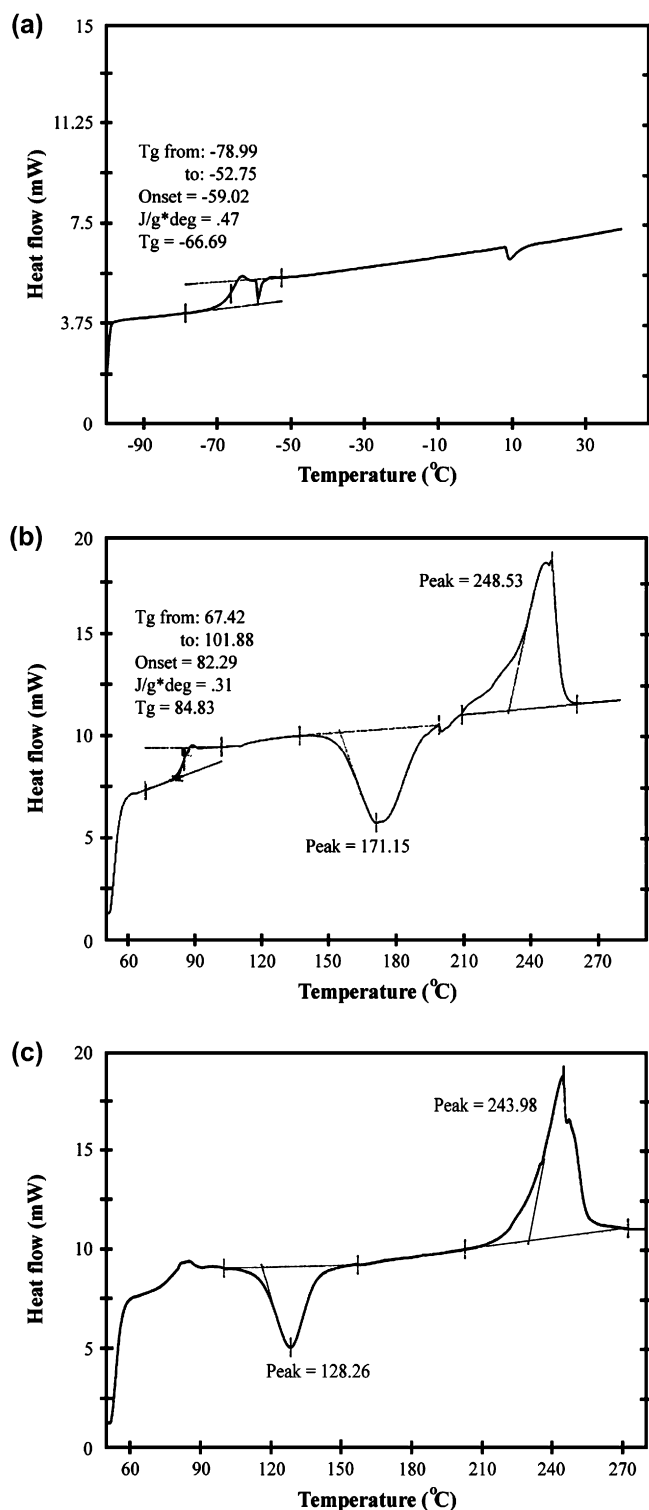 (a)
15
11.25
7.5
3.75
0
Heat flow (mW)
Tg from: -78.99
to: -52.75
Onset = -59.02
J/g*deg = .47
Tg = -66.69
-90 -70 -50 -30 -10 10 30
Temperature (°C)
(b)
20
15
10
5
0
Heat flow (mW)
Peak = 248.53
Tg from: 67.42
to: 101.88
Onset = 82.29
J/g*deg = .31
Tg = 84.83
Peak = 171.15
60 90 120 150 180 210 240 270
Temperature (°C)
(c)
20
15
10
5
0
Heat flow (mW)
Peak = 243.98
Peak = 128.26
60 90 120 150 180 210 240 270
Temperature (°C)